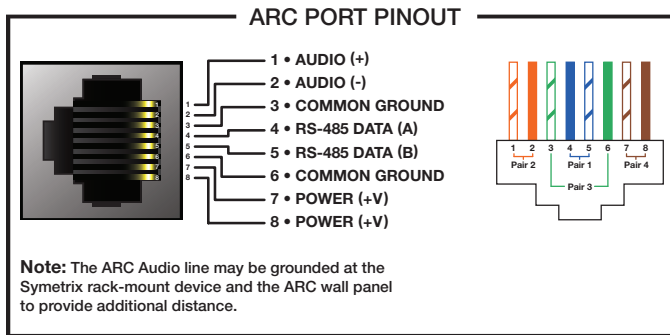 ARC PORT PINOUT
1 • AUDIO (+)
2 • AUDIO (-)
3 • COMMON GROUND
4 • RS-485 DATA (A)
5 • RS-485 DATA (B)
6 • COMMON GROUND
7 • POWER (+V)
8 • POWER (+V)
1
2
3
4
5
6
7
8
1
2
3
4
5
6
7
8
1 2 3 4 5 6 7 8
Pair 2 Pair 1 Pair 4
Pair 3
Note: The ARC Audio line may be grounded at the
Symetrix rack-mount device and the ARC wall panel
to provide additional distance.